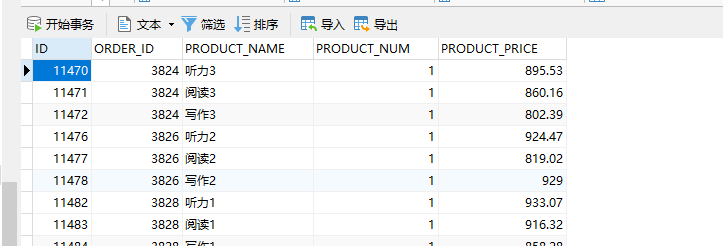 开始事务 文本 筛选 排序 导入 导出
ID ORDER_ID PRODUCT_NAME PRODUCT_NUM PRODUCT_PRICE
11470 3824 听力3 1 895.53
11471 3824 阅读3 1 860.16
11472 3824 写作3 1 802.39
11476 3826 听力2 1 924.47
11477 3826 阅读2 1 819.02
11478 3826 写作2 1 929
11482 3828 听力1 1 933.07
11483 3828 阅读1 1 916.32
11484 3828 写作1 1 858.28